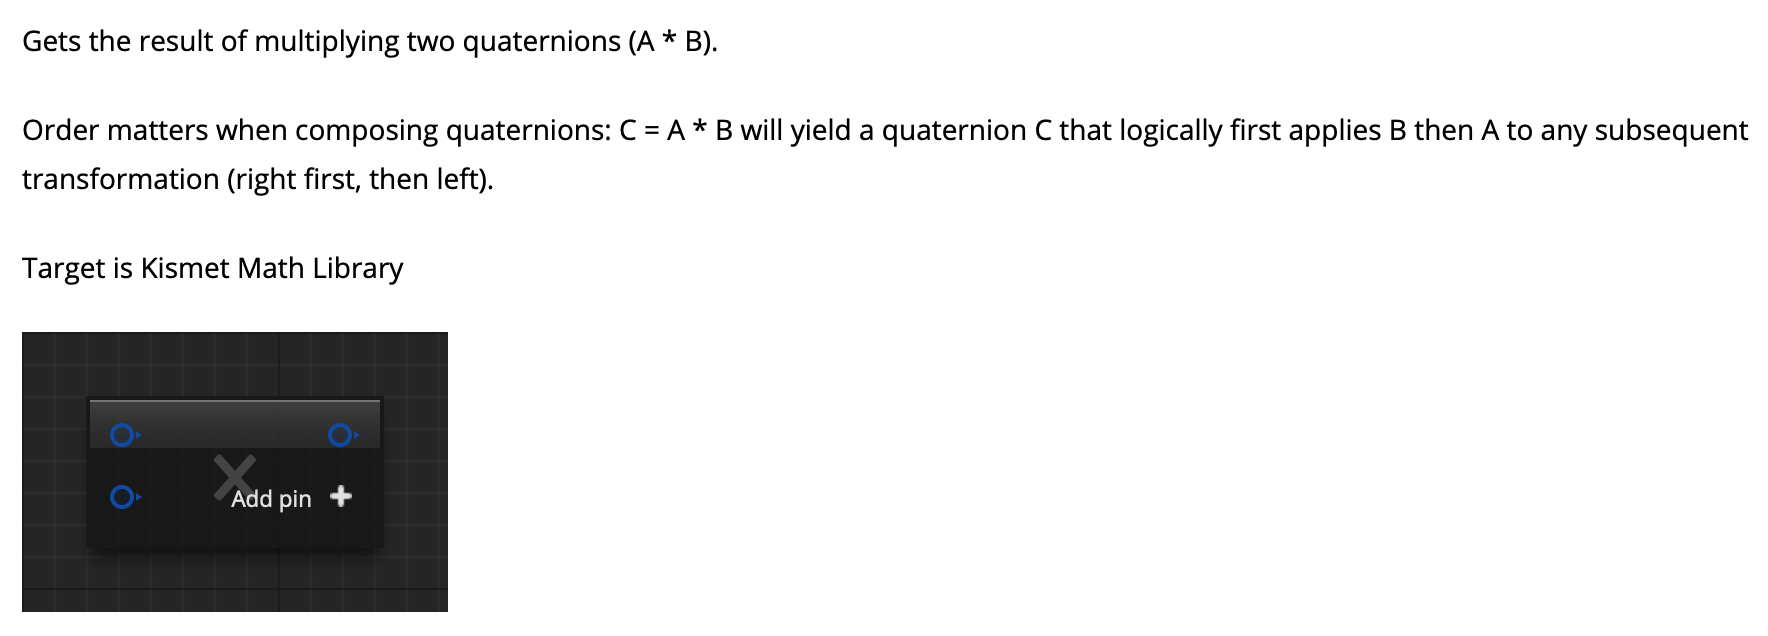 Gets the result of multiplying two quaternions (A * B).
Order matters when composing quaternions: C = A * B will yield a quaternion C that logically first applies B then A to any subsequent
transformation (right first, then left).
Target is Kismet Math Library
Add pin